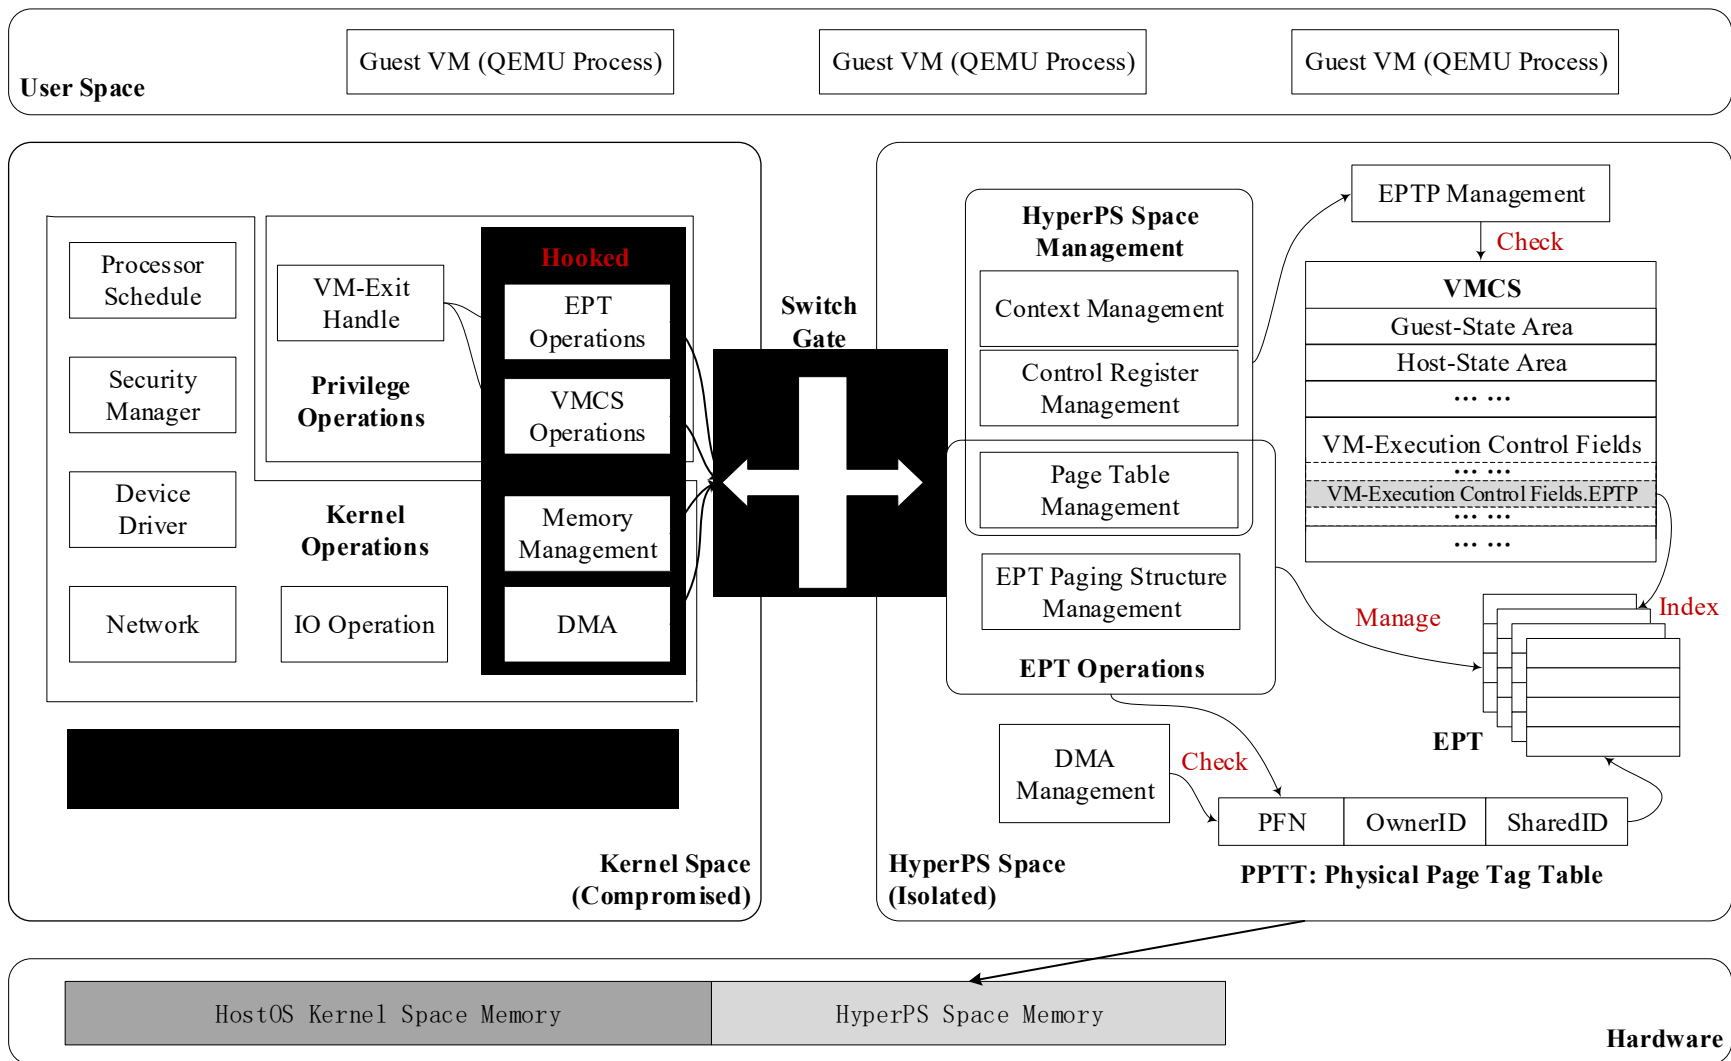 Guest VM (QEMU Process)
Guest VM (QEMU Process)
Guest VM (QEMU Process)
User Space
Processor
Schedule
Security
Manager
Device
Driver
Network
VM-Exit
Handle
Privilege
Operations
Kernel
Operations
IO Operation
Hooked
EPT
Operations
VMCS
Operations
Memory
Management
DMA
Kernel Space
(Compromised)
Switch
Gate
HyperPS Space
Management
Context Management
Control Register
Management
Page Table
Management
EPT Paging Structure
Management
EPT Operations
EPTP Management
Check
VMCS
Guest-State Area
Host-State Area
... ...
VM-Execution Control Fields
... ...
VM-Execution Control Fields.EPTP
... ...
... ...
Manage
Index
EPT
DMA
Management
Check
PFN
OwnerID
SharedID
PPTT: Physical Page Tag Table
HyperPS Space
(Isolated)
HostOS Kernel Space Memory
HyperPS Space Memory
Hardware